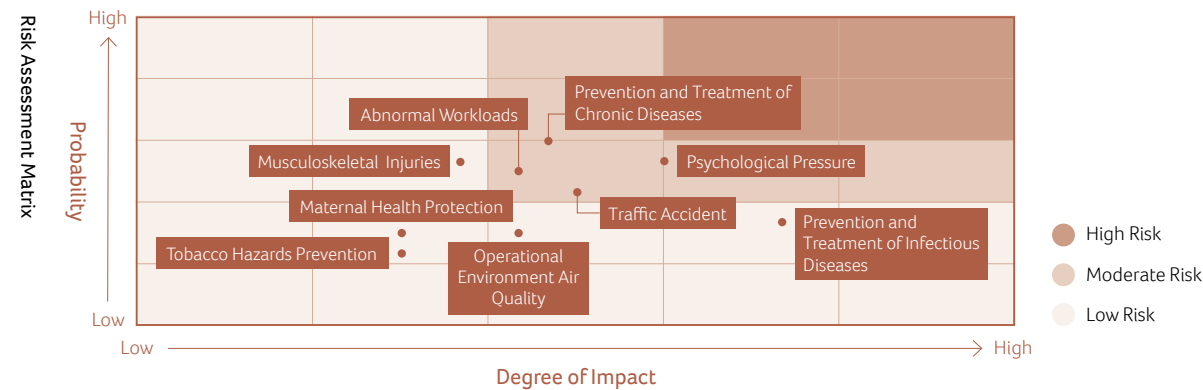 Risk Assessment Matrix
Probability
High
Low
Prevention and Treatment of
Chronic Diseases
Abnormal Workloads
Musculoskeletal Injuries
Psychological Pressure
Maternal Health Protection
Traffic Accident
Prevention and
Treatment of Infectious
Diseases
Tobacco Hazards Prevention
Operational
Environment Air
Quality
High Risk
Moderate Risk
Low Risk
Low
High
Degree of Impact